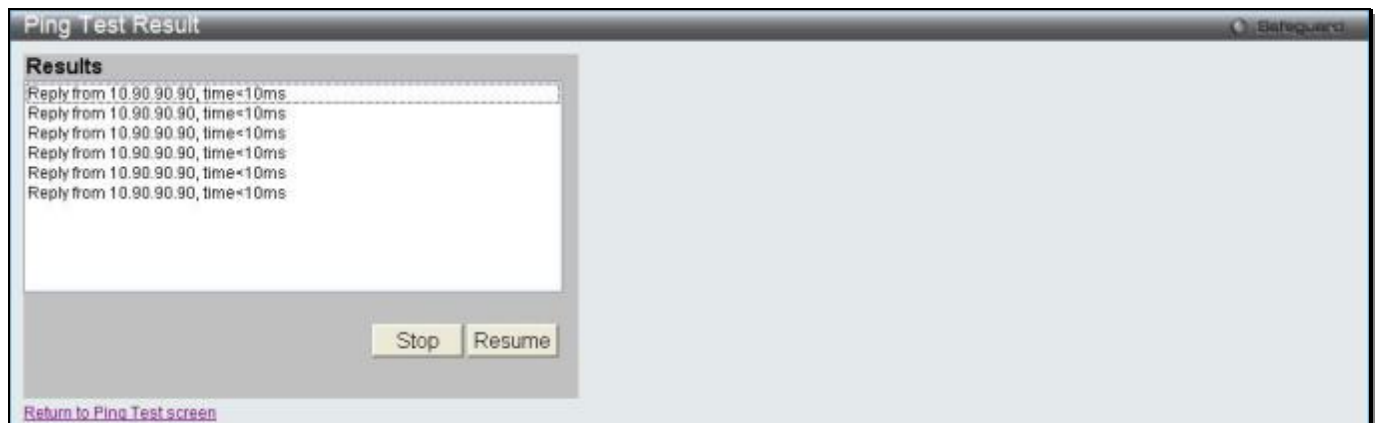 Ping Test Result
Safeguard
Results
Reply from 10.90.90.90, time<10ms
Reply from 10.90.90.90, time<10ms
Reply from 10.90.90.90, time<10ms
Reply from 10.90.90.90, time<10ms
Reply from 10.90.90.90, time<10ms
Reply from 10.90.90.90, time<10ms
Stop
Resume
Return to Ping Test screen